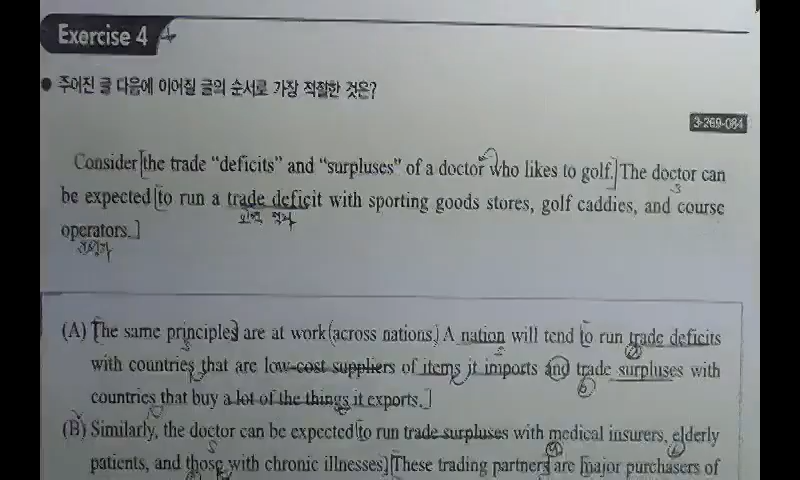 Exercise 4
● 주어진 글 다음에 이어질 글의 순서로 가장 적절한 것은?
3-269-084
Consider the trade “deficits” and “surpluses” of a doctor who likes to golf. The doctor can
be expected to run a trade deficit with sporting goods stores, golf caddies, and course
무역 적자
operators.
(A) The same principles are at work across nations. A nation will tend to run trade deficits
with countries that are low-cost suppliers of items it imports and trade surpluses with
countries that buy a lot of the things it exports.
(B) Similarly, the doctor can be expected to run trade surpluses with medical insurers, elderly
patients, and those with chronic illnesses. These trading partners are major purchasers of